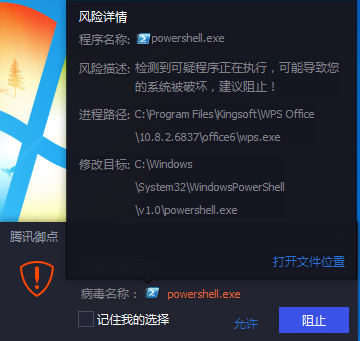 风险详情
程序名称: powershell.exe
风险描述: 检测到可疑程序正在执行，可能导致您
的系统被破坏，建议阻止！
进程路径: C:\Program Files\Kingsoft\WPS Office
\10.8.2.6837\office6\wps.exe
修改目标: C:\Windows
\System32\WindowsPowerShell
\v1.0\powershell.exe
打开文件位置
腾讯御点
病毒名称： powershell.exe
记住我的选择 允许 阻止